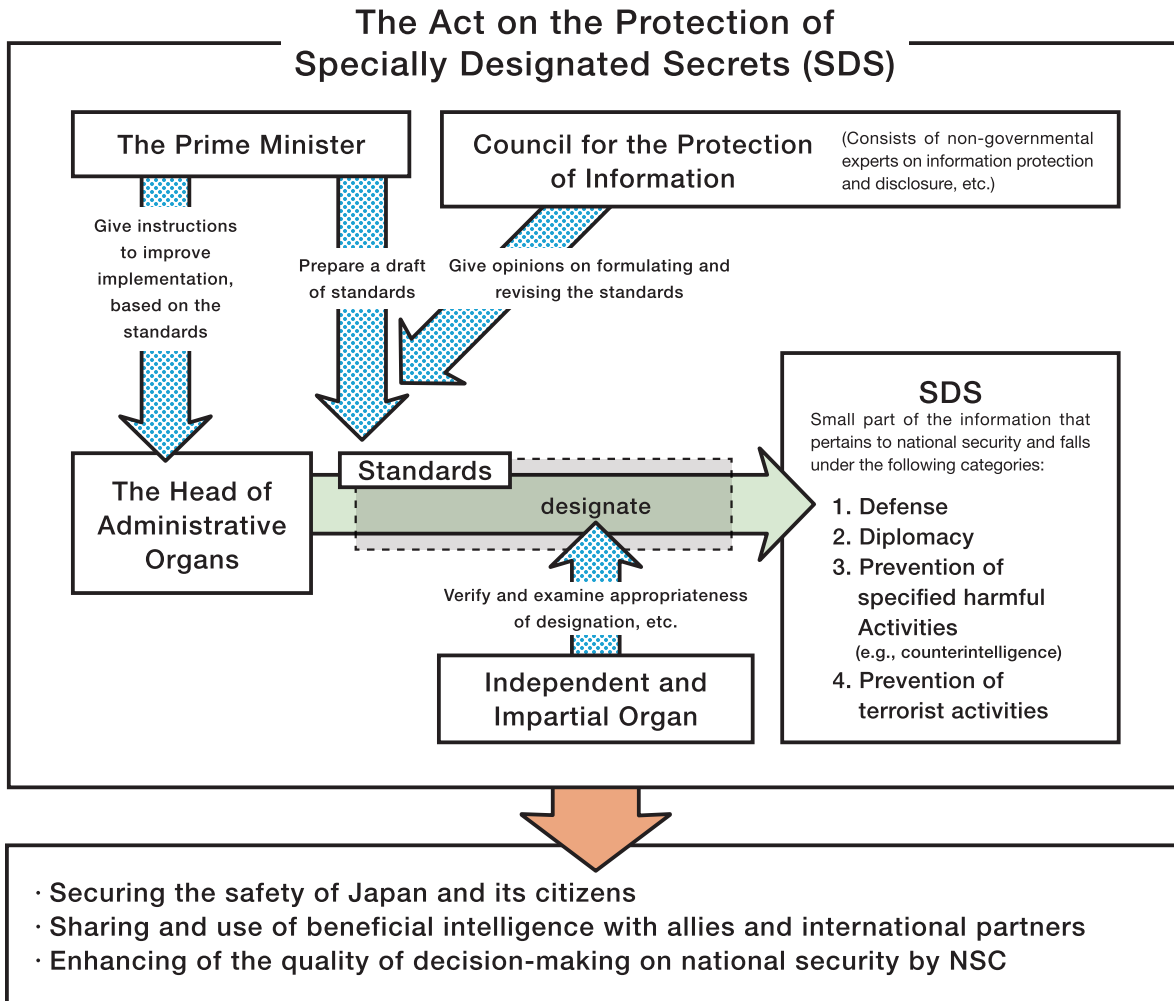 The Act on the Protection of
Specially Designated Secrets (SDS)
The Prime Minister
Council for the Protection
of Information
(Consists of non-governmental
experts on information protection
and disclosure, etc.)
Give instructions
to improve
implementation,
based on the
standards
Prepare a draft
of standards
Give opinions on formulating and
revising the standards
The Head of
Administrative
Organs
Standards
designate
Verify and examine appropriateness
of designation, etc.
Independent and
Impartial Organ
SDS
Small part of the information that
pertains to national security and falls
under the following categories:
1. Defense
2. Diplomacy
3. Prevention of
specified harmful
Activities
(e.g., counterintelligence)
4. Prevention of
terrorist activities
· Securing the safety of Japan and its citizens
· Sharing and use of beneficial intelligence with allies and international partners
· Enhancing of the quality of decision-making on national security by NSC